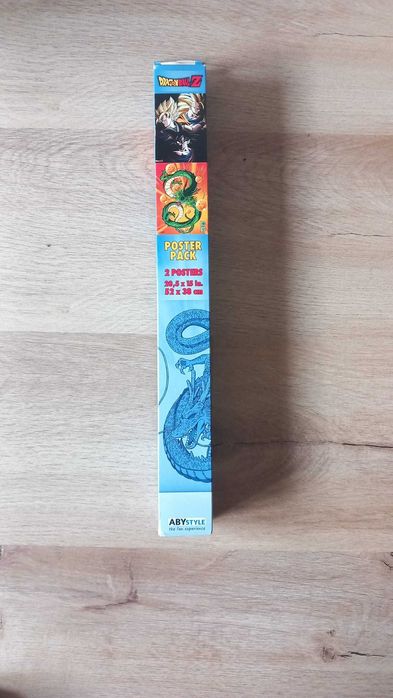 DRAGON BALL Z
POSTER
PACK
2 POSTERS
20,5 x 15 in.
52 x 38 cm
ABYSTYLE
the fan experience